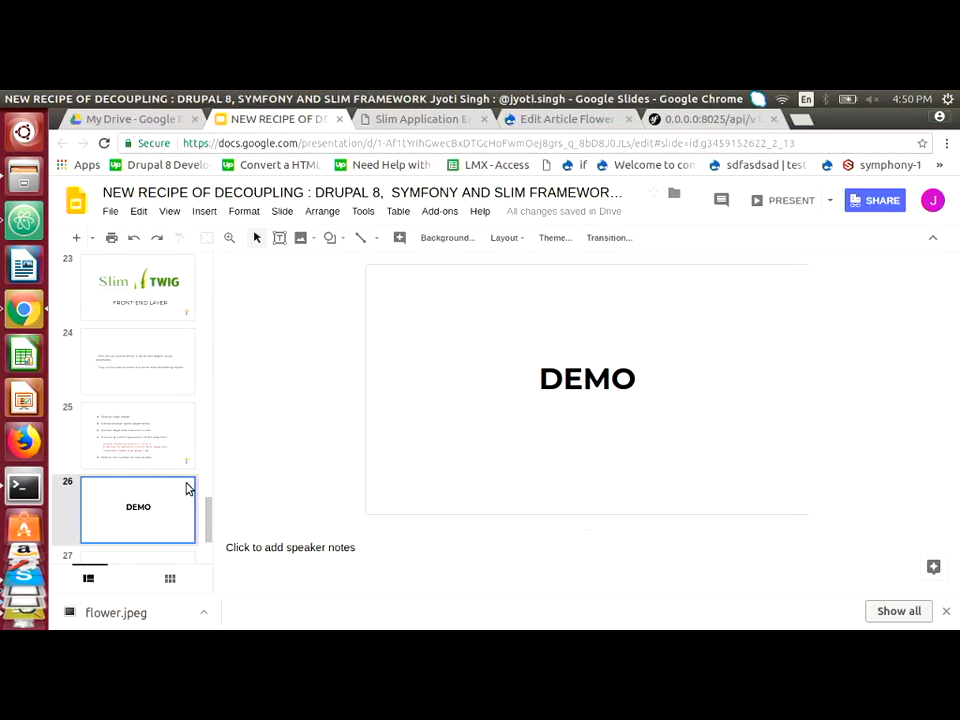 NEW RECIPE OF DECOUPLING : DRUPAL 8, SYMFONY AND SLIM FRAMEWORK Jyoti Singh : @jyoti.singh - Google Slides - Google Chrome En 4:50 PM
My Drive - Google D × NEW RECIPE OF DE × Slim Application Er × Edit Article Flower × 0.0.0.0:8025/api/v1 ×
Secure https://docs.google.com/presentation/d/1-Af1tYIYhGwecBxDTGcHoFwmOej8grs_q_8bD8J0JLs/edit#slide=id.g3459152622_2_13
Apps Drupal 8 Develo Convert a HTML Need Help with LMX - Access if Welcome to con sdfasdsad | test symphony-1 »
NEW RECIPE OF DECOUPLING : DRUPAL 8, SYMFONY AND SLIM FRAMEWOR...
File Edit View Insert Format Slide Arrange Tools Table Add-ons Help All changes saved in Drive
PRESENT SHARE J
Background... Layout Theme... Transition...
23
Slim TWIG
FRONT-END LAYER
24
25
26
DEMO
27
DEMO
Click to add speaker notes
flower.jpeg
Show all